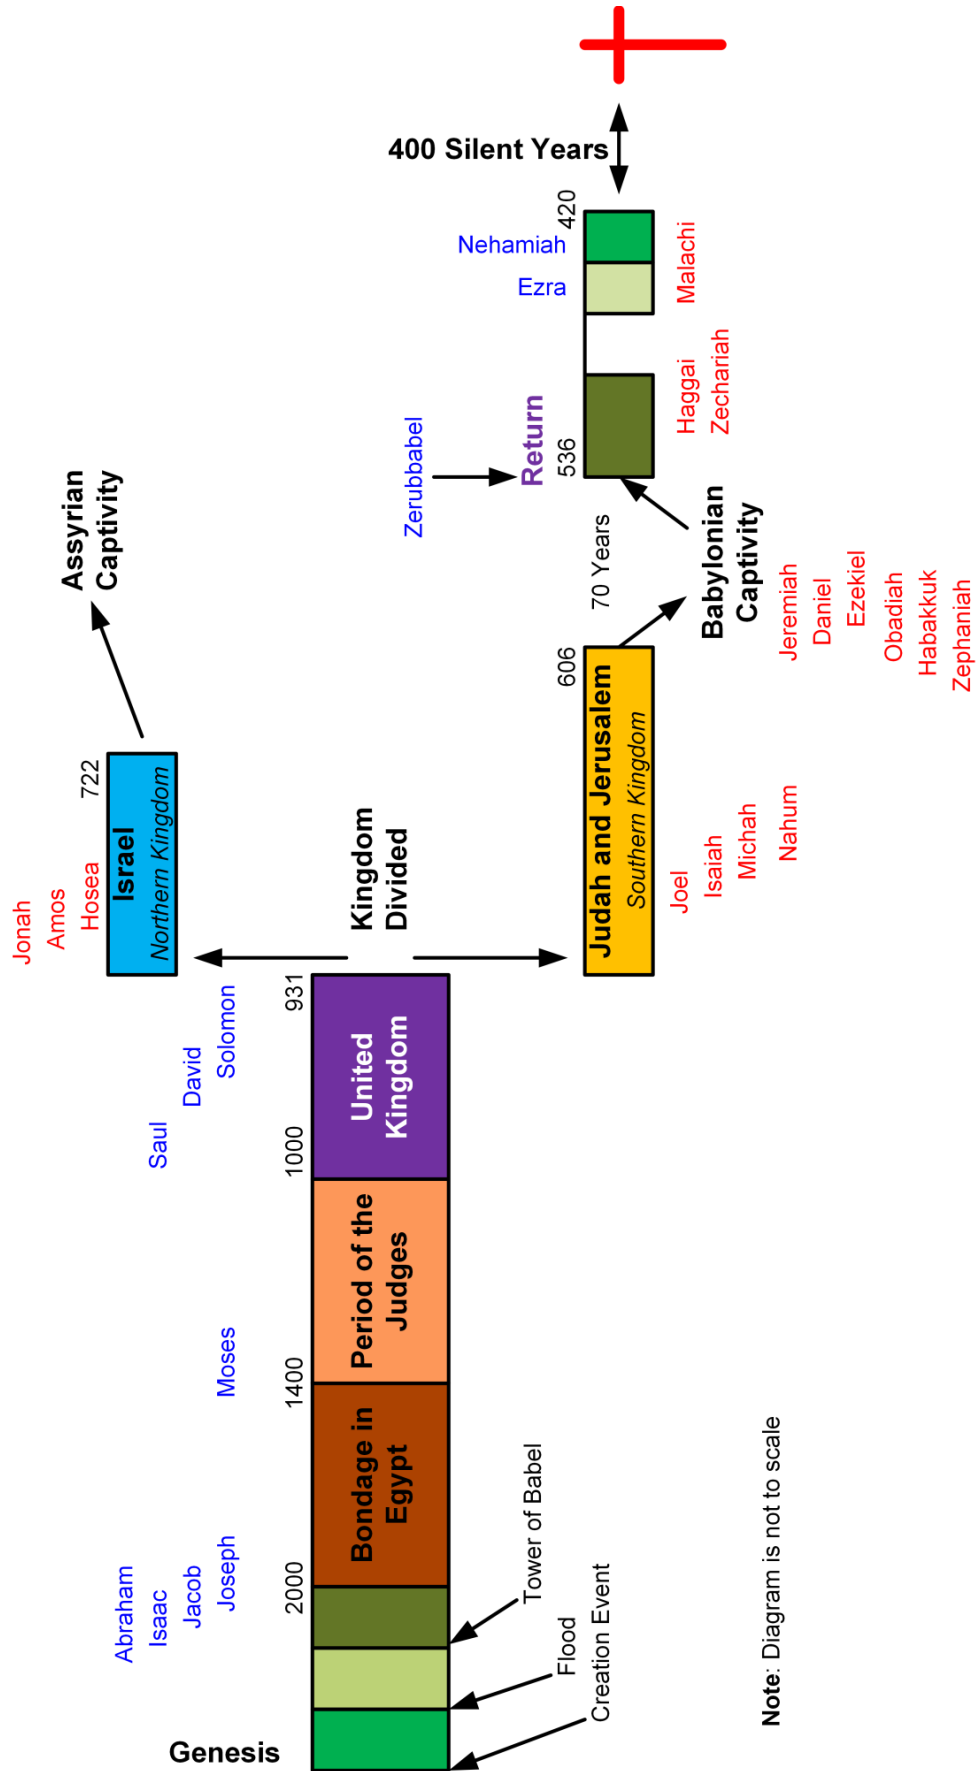 Genesis
Creation Event
Flood
Tower of Babel
Abraham
Isaac
Jacob
Joseph
2000
Bondage in
Egypt
Moses
1400
Period of the
Judges
Saul
David
Solomon
1000
United
Kingdom
931
Kingdom
Divided
Jonah
Amos
Hosea
722
Israel
Northern Kingdom
Assyrian
Captivity
Judah and Jerusalem
Southern Kingdom
606
Joel
Isaiah
Michah
Nahum
70 Years
Babylonian
Captivity
Jeremiah
Daniel
Ezekiel
Obadiah
Habakkuk
Zephaniah
Zerubbabel
Return
536
Haggai
Zechariah
Ezra
Nehamiah
420
Malachi
400 Silent Years
Note: Diagram is not to scale